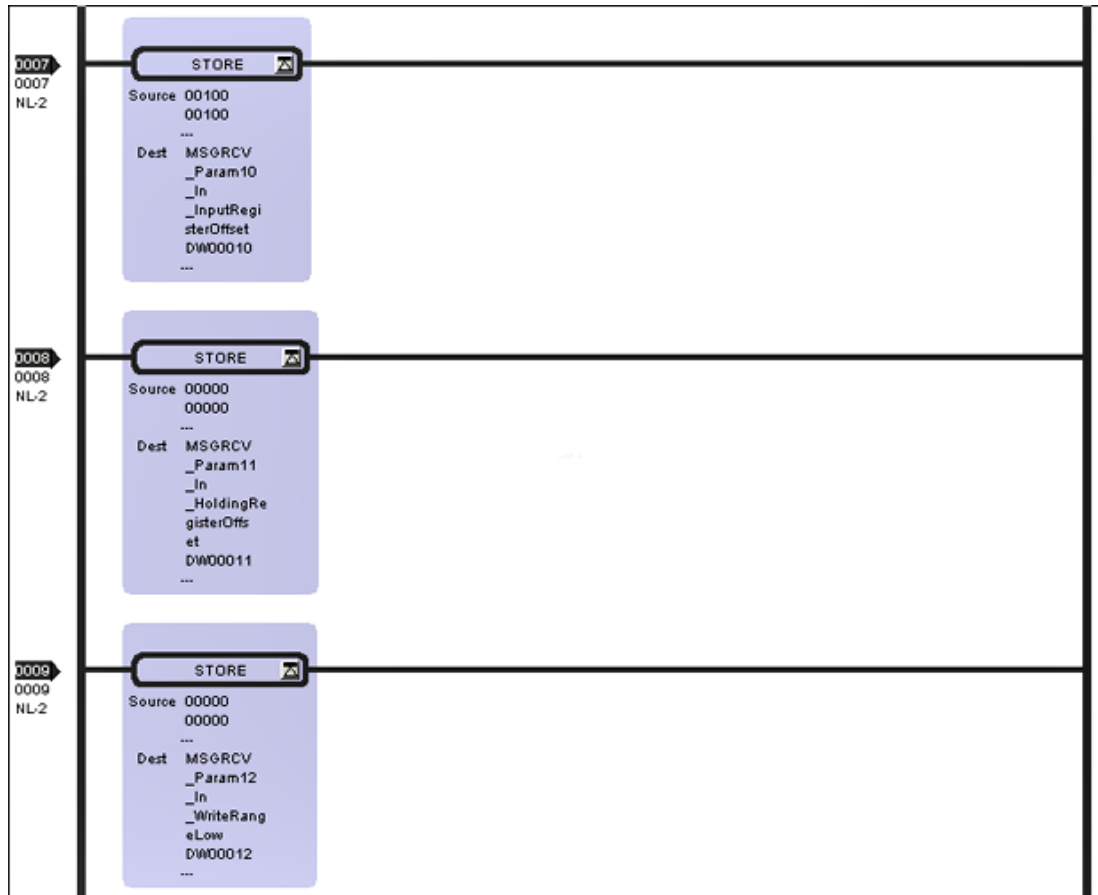 0007
0007
NL-2
STORE
Source 00100
00100
...
Dest MSGRCV
_Param10
_In
_InputRegi
sterOffset
DW00010
...
0008
0008
NL-2
STORE
Source 00000
00000
...
Dest MSGRCV
_Param11
_In
_HoldingRe
gisterOffs
et
DW00011
...
0009
0009
NL-2
STORE
Source 00000
00000
...
Dest MSGRCV
_Param12
_In
_WriteRang
eLow
DW00012
...